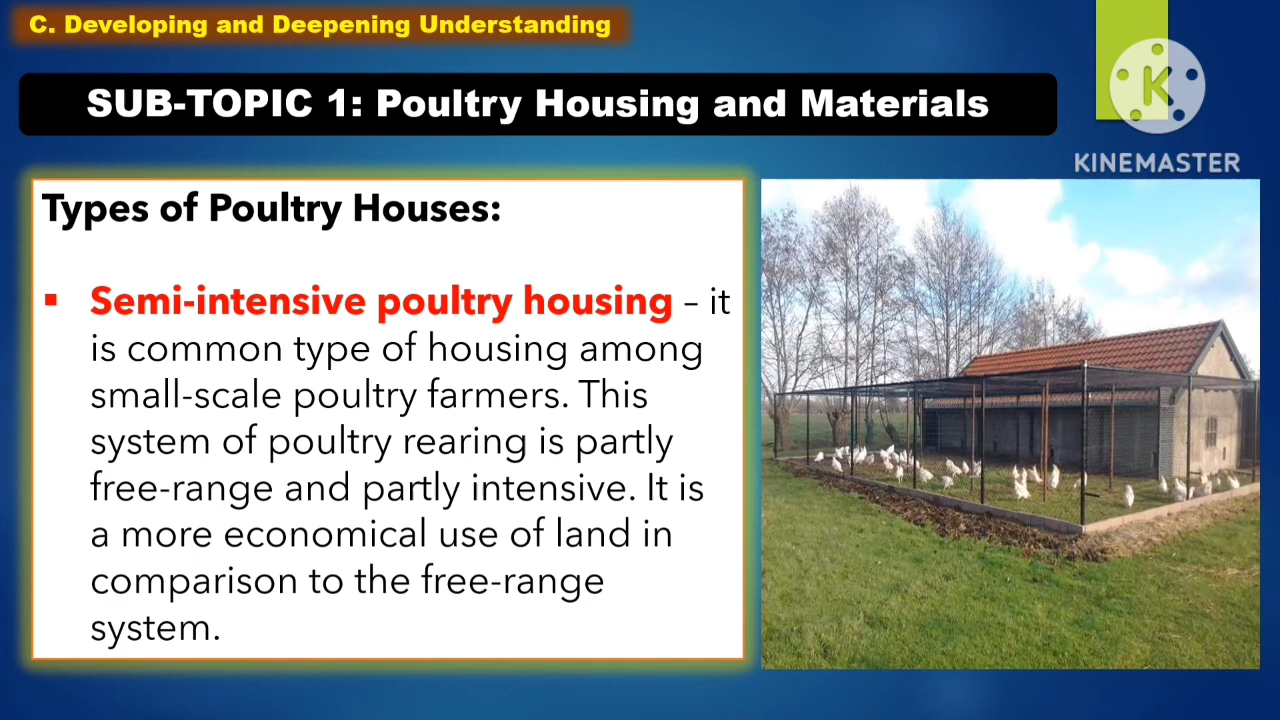 C. Developing and Deepening Understanding
SUB-TOPIC 1: Poultry Housing and Materials
K
KINEMASTER
Types of Poultry Houses:
▪ Semi-intensive poultry housing – it
is common type of housing among
small-scale poultry farmers. This
system of poultry rearing is partly
free-range and partly intensive. It is
a more economical use of land in
comparison to the free-range
system.